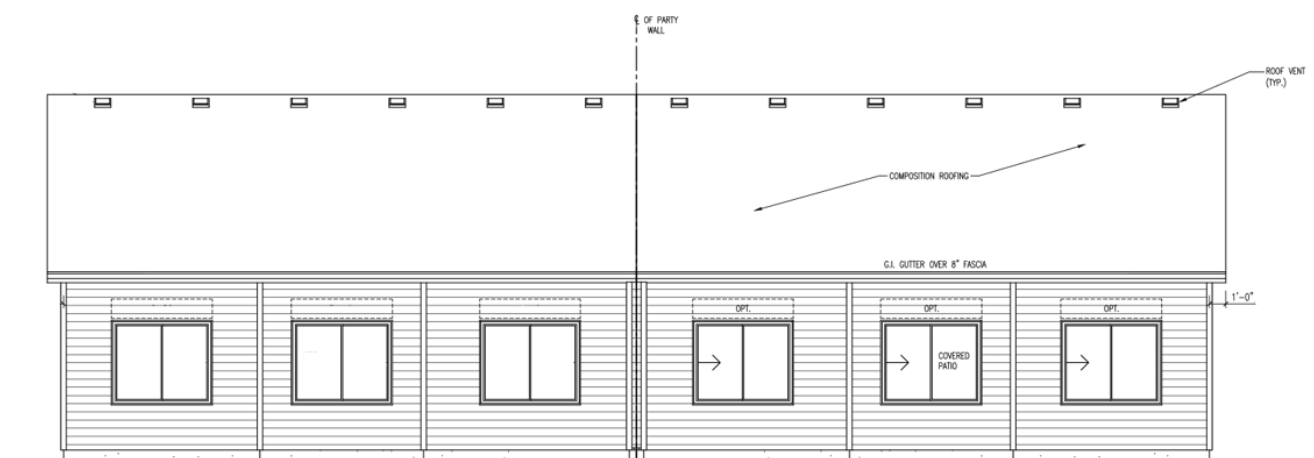 ℄ OF PARTY
WALL
ROOF VENT
(TYP.)
COMPOSITION ROOFING
G.I. GUTTER OVER 8" FASCIA
1'-0"
OPT.
OPT.
OPT.
COVERED
PATIO